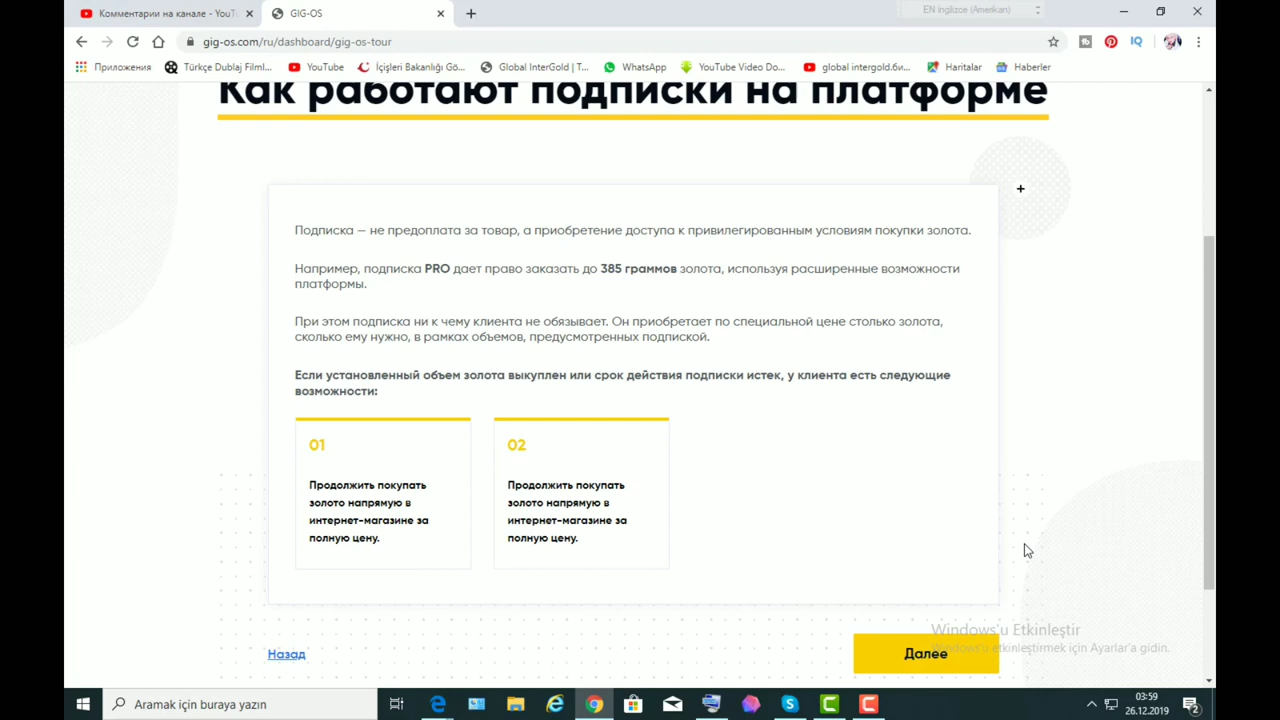 Комментарии на канале - YouTu
GIG-OS
EN İngilizce (Amerikan)
gig-os.com/ru/dashboard/gig-os-tour
Приложения
Türkçe Dublaj Filml...
YouTube
İçişleri Bakanlığı Gö...
Global InterGold | T...
WhatsApp
YouTube Video Do...
global intergold.би...
Haritalar
Haberler
Как работают подписки на платформе
Подписка — не предоплата за товар, а приобретение доступа к привилегированным условиям покупки золота.
Например, подписка PRO дает право заказать до 385 граммов золота, используя расширенные возможности
платформы.
При этом подписка ни к чему клиента не обязывает. Он приобретает по специальной цене столько золота,
сколько ему нужно, в рамках объемов, предусмотренных подпиской.
Если установленный объем золота выкуплен или срок действия подписки истек, у клиента есть следующие
возможности:
01
Продолжить покупать
золото напрямую в
интернет-магазине за
полную цену.
02
Продолжить покупать
золото напрямую в
интернет-магазине за
полную цену.
Назад
Далее
Windows'u Etkinleştir
Windows'u etkinleştirmek için Ayarlar'a gidin.
Aramak için buraya yazın
03:59
26.12.2019
2